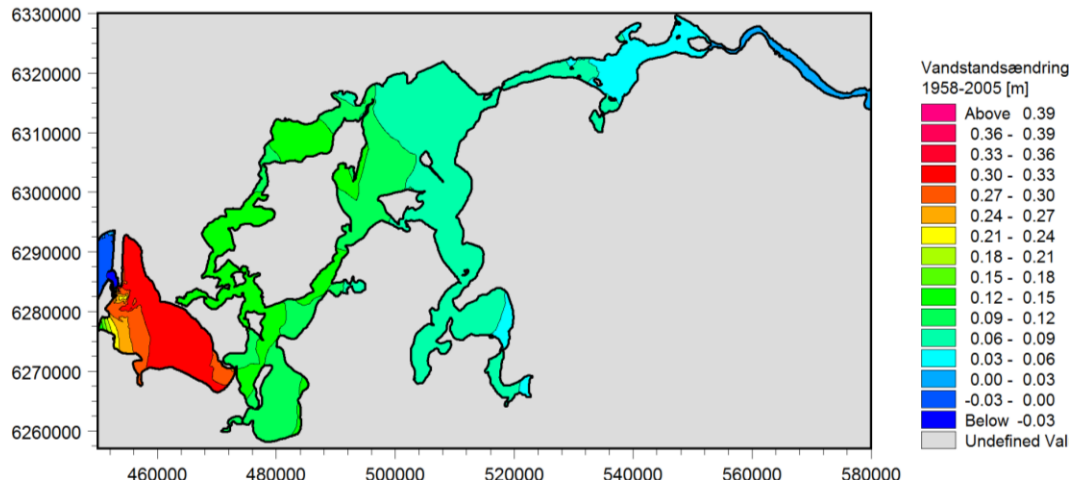 6330000
6320000
6310000
6300000
6290000
6280000
6270000
6260000
460000 480000 500000 520000 540000 560000 580000
Vandstandsændring
1958-2005 [m]
Above 0.39
0.36 - 0.39
0.33 - 0.36
0.30 - 0.33
0.27 - 0.30
0.24 - 0.27
0.21 - 0.24
0.18 - 0.21
0.15 - 0.18
0.12 - 0.15
0.09 - 0.12
0.06 - 0.09
0.03 - 0.06
0.00 - 0.03
-0.03 - 0.00
Below -0.03
Undefined Val